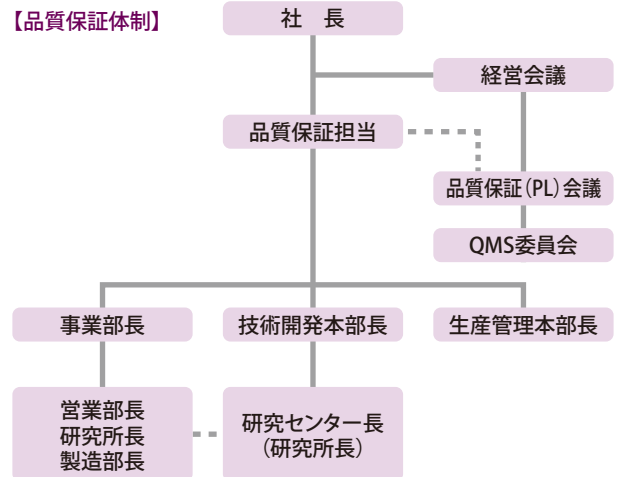 【品質保証体制】
社　長
経営会議
品質保証担当
品質保証（PL）会議
QMS委員会
事業部長
技術開発本部長
生産管理本部長
営業部長
研究所長
製造部長
研究センター長
（研究所長）